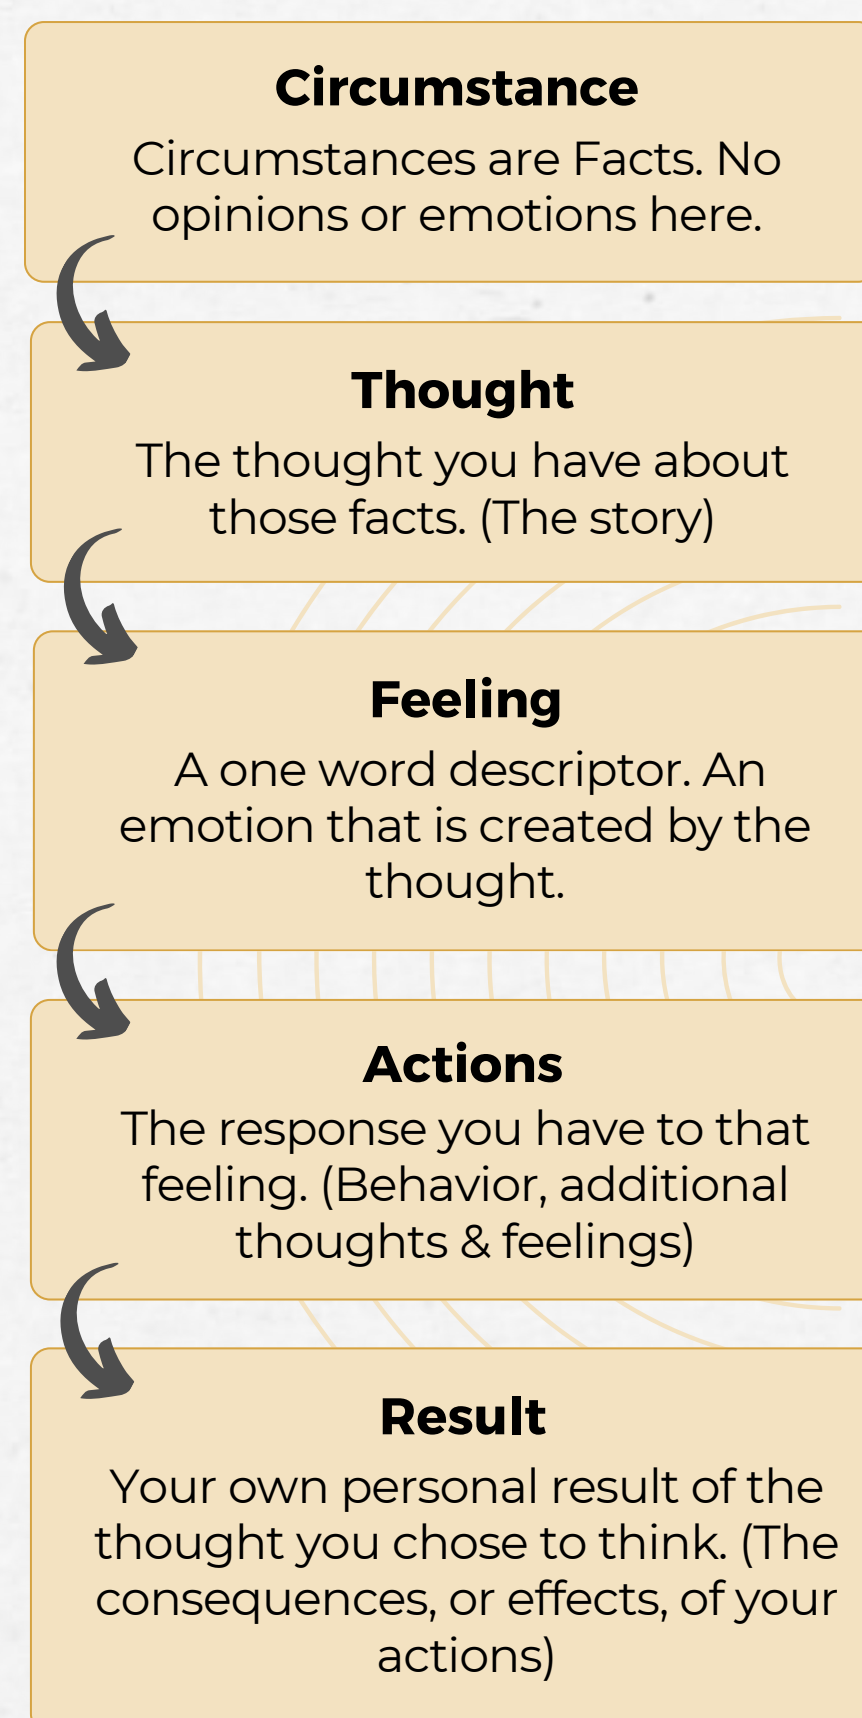 Circumstance
Circumstances are Facts. No
opinions or emotions here.
Thought
The thought you have about
those facts. (The story)
Feeling
A one word descriptor. An
emotion that is created by the
thought.
Actions
The response you have to that
feeling. (Behavior, additional
thoughts & feelings)
Result
Your own personal result of the
thought you chose to think. (The
consequences, or effects, of your
actions)